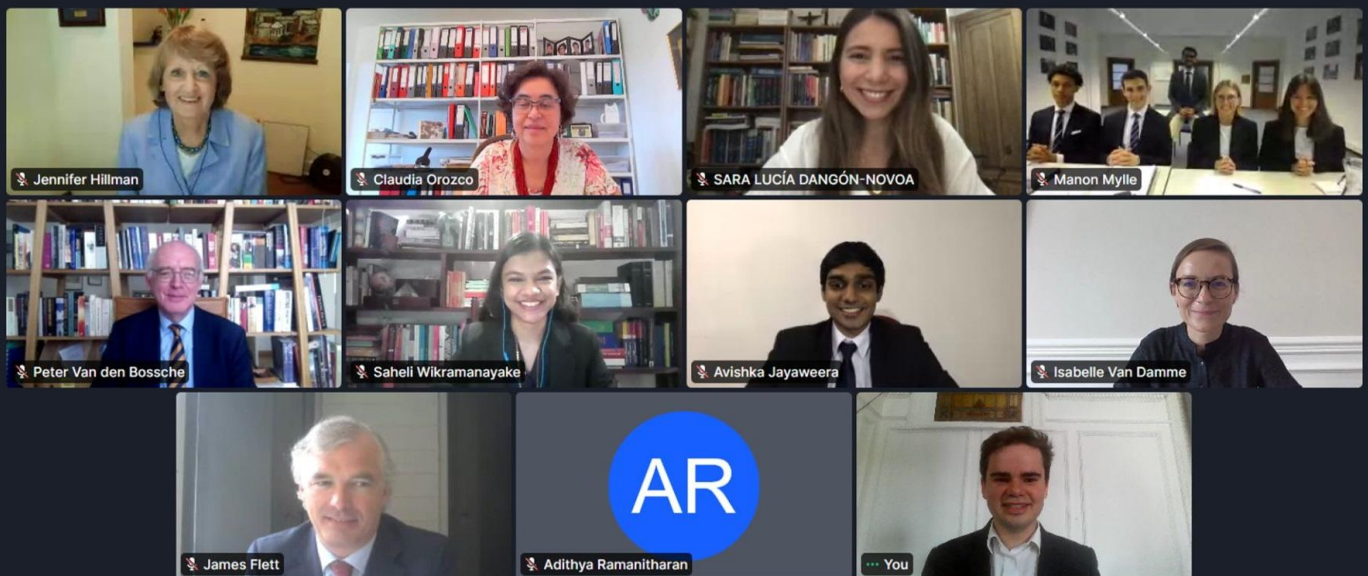 Jennifer Hillman
Claudia Orozco
SARA LUCÍA DANGÓN-NOVOA
Manon Mylle
Peter Van den Bossche
Saheli Wikramanayake
Avishka Jayaweera
Isabelle Van Damme
AR
James Flett
Adithya Ramanitharan
You